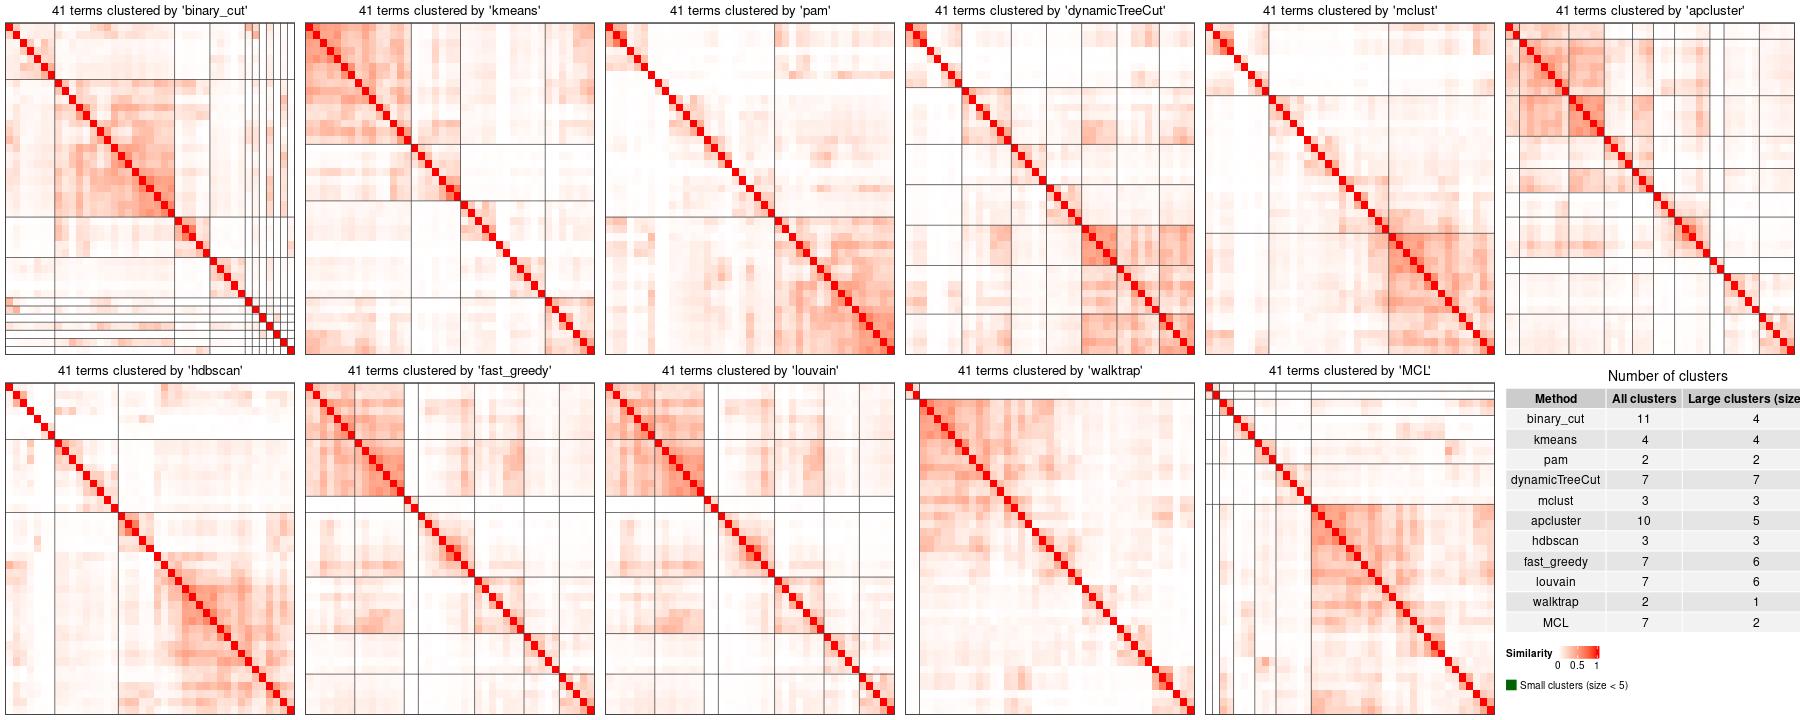 41 terms clustered by 'binary_cut'
41 terms clustered by 'kmeans'
41 terms clustered by 'pam'
41 terms clustered by 'dynamicTreeCut'
41 terms clustered by 'mclust'
41 terms clustered by 'apcluster'
41 terms clustered by 'hdbscan'
41 terms clustered by 'fast_greedy'
41 terms clustered by 'louvain'
41 terms clustered by 'walktrap'
41 terms clustered by 'MCL'
Number of clusters
Method All clusters Large clusters (size
binary_cut 11 4
kmeans 4 4
pam 2 2
dynamicTreeCut 7 7
mclust 3 3
apcluster 10 5
hdbscan 3 3
fast_greedy 7 6
louvain 7 6
walktrap 2 1
MCL 7 2
Similarity
0 0.5 1
Small clusters (size < 5)